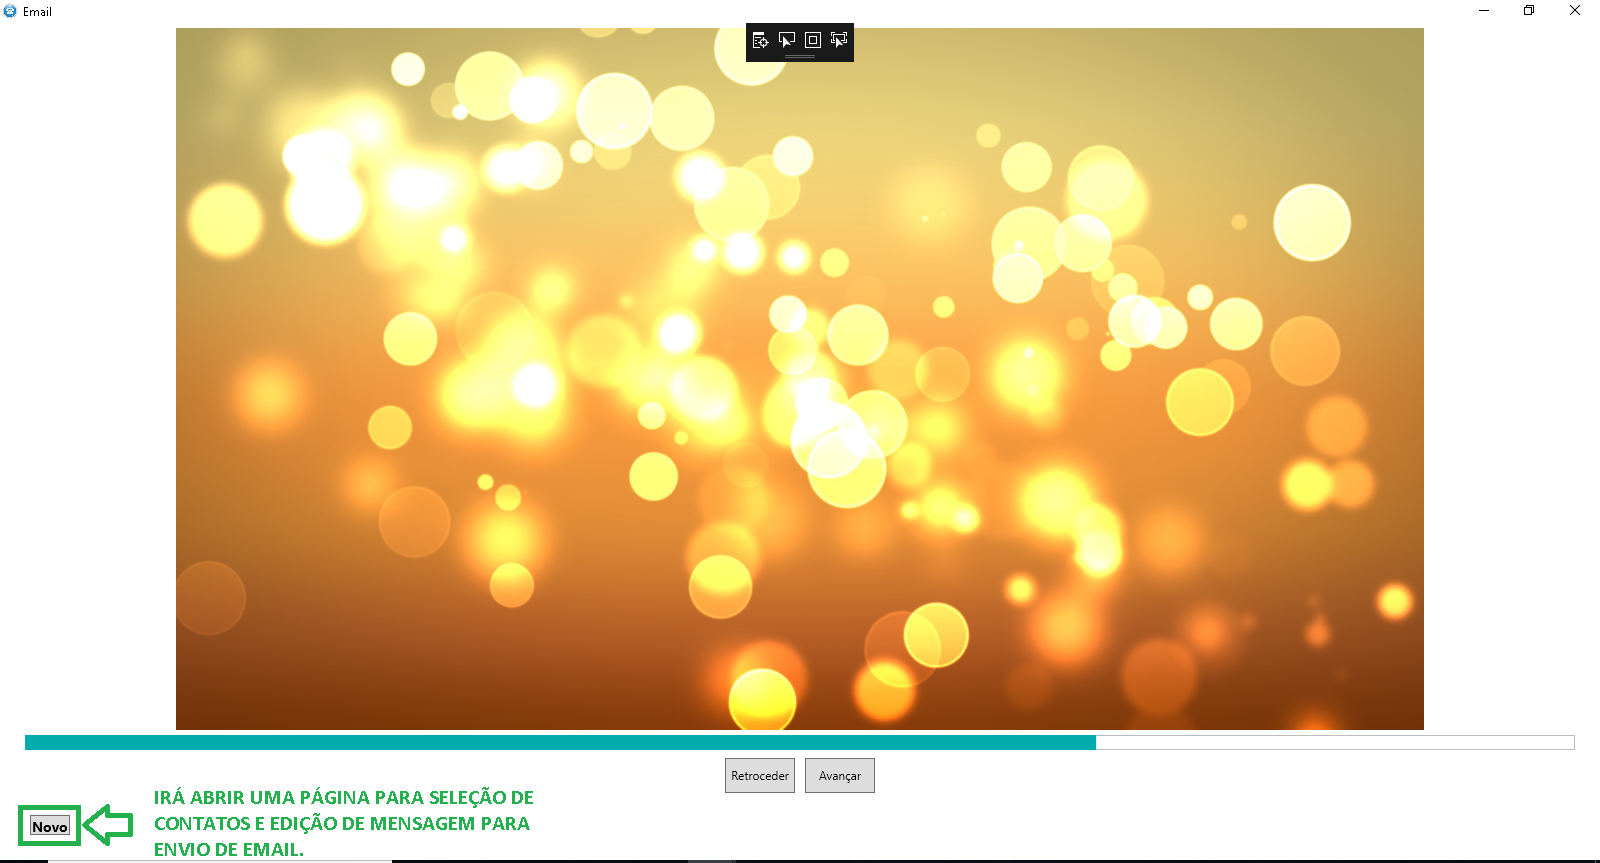 Email
Retroceder
Avançar
IRÁ ABRIR UMA PÁGINA PARA SELEÇÃO DE
CONTATOS E EDIÇÃO DE MENSAGEM PARA
ENVIO DE EMAIL.
Novo